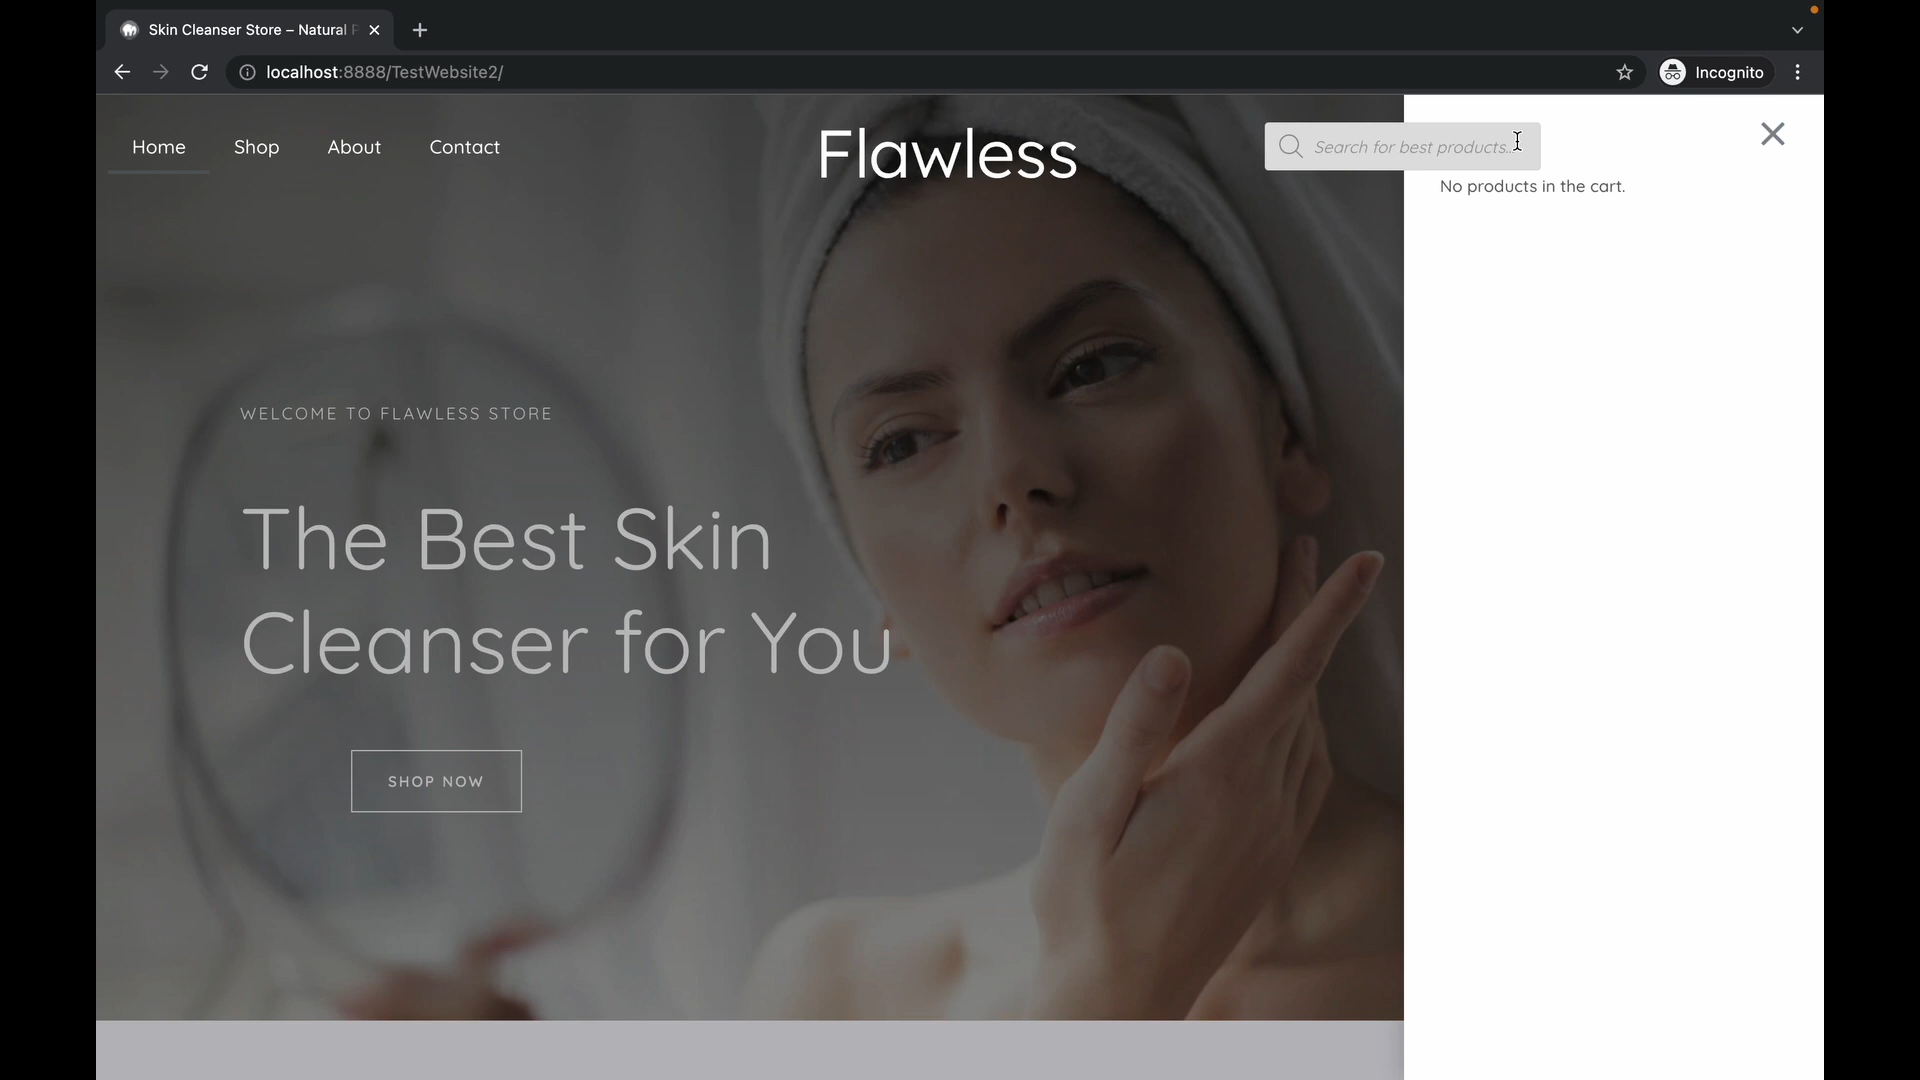 Skin Cleanser Store – Natural P
localhost:8888/TestWebsite2/
Incognito
Home
Shop
About
Contact
Flawless
Search for best products...
No products in the cart.
WELCOME TO FLAWLESS STORE
The Best Skin
Cleanser for You
SHOP NOW